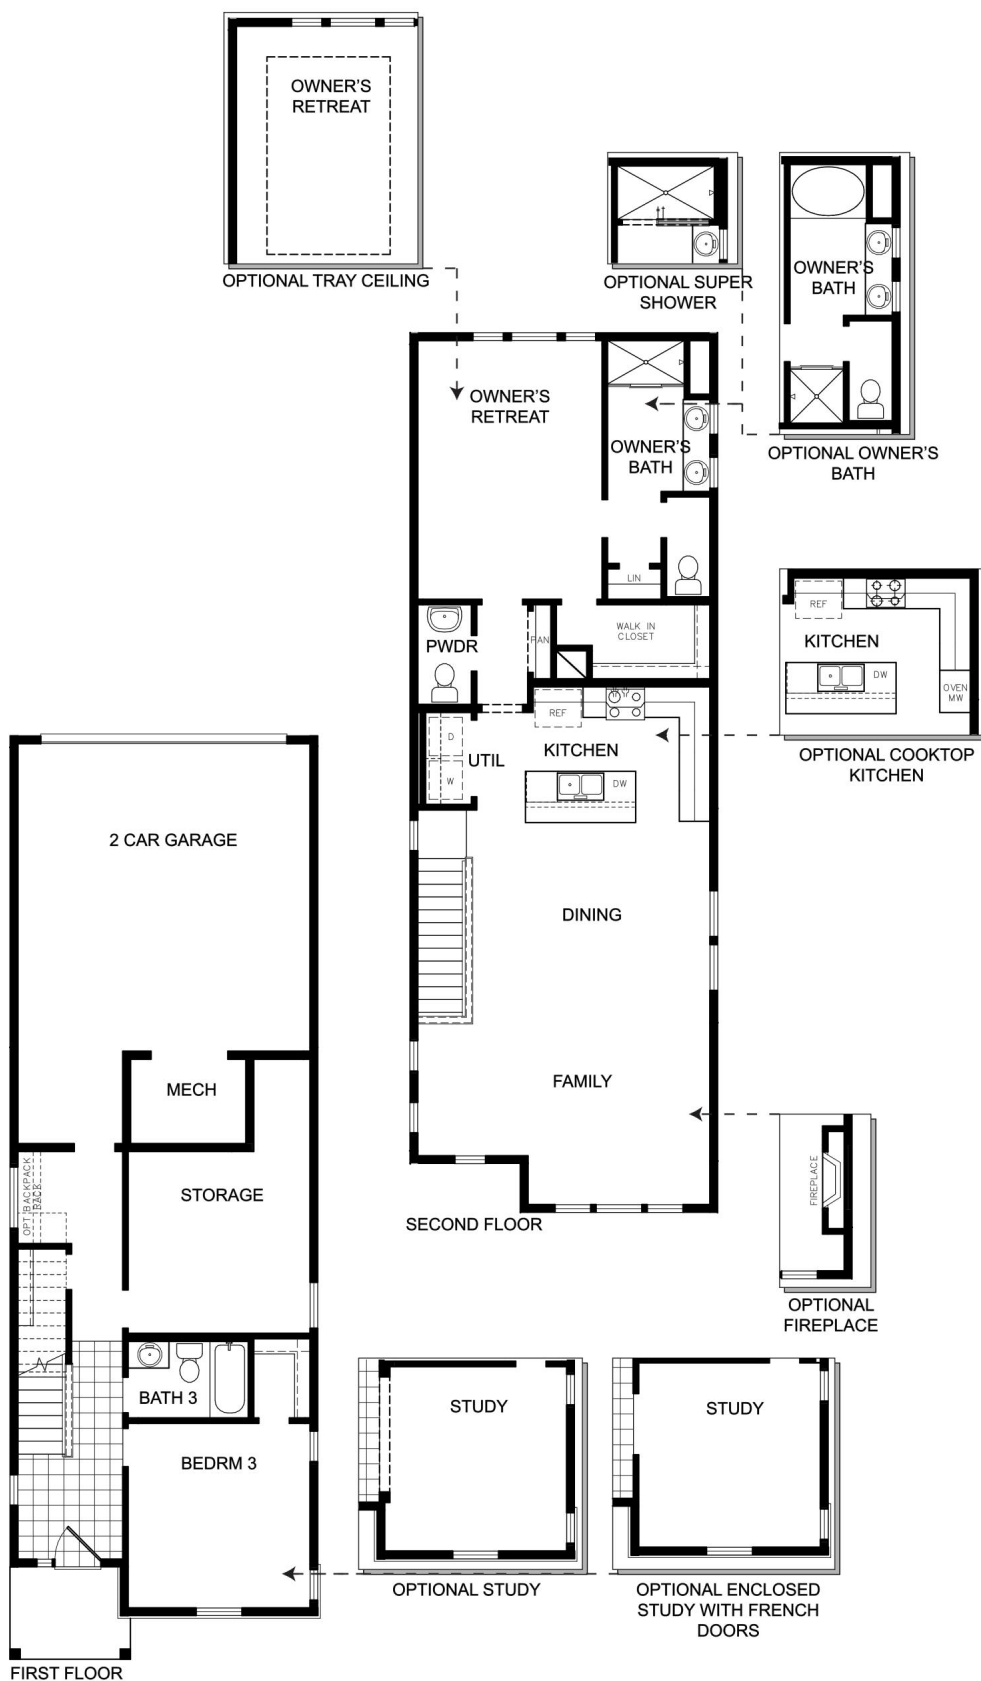 OWNER'S
RETREAT
OPTIONAL TRAY CEILING
OPTIONAL SUPER
SHOWER
OWNER'S
BATH
OPTIONAL OWNER'S
BATH
OWNER'S
RETREAT
OWNER'S
BATH
LIN
WALK IN
CLOSET
PWDR
PAN
REF
KITCHEN
DW
D
W
UTIL
DINING
FAMILY
SECOND FLOOR
REF
KITCHEN
DW
OVEN
MW
OPTIONAL COOKTOP
KITCHEN
FIREPLACE
OPTIONAL
FIREPLACE
2 CAR GARAGE
MECH
OPT. BACKPACK
RACK
STORAGE
BATH 3
BEDRM 3
FIRST FLOOR
STUDY
OPTIONAL STUDY
STUDY
OPTIONAL ENCLOSED
STUDY WITH FRENCH
DOORS